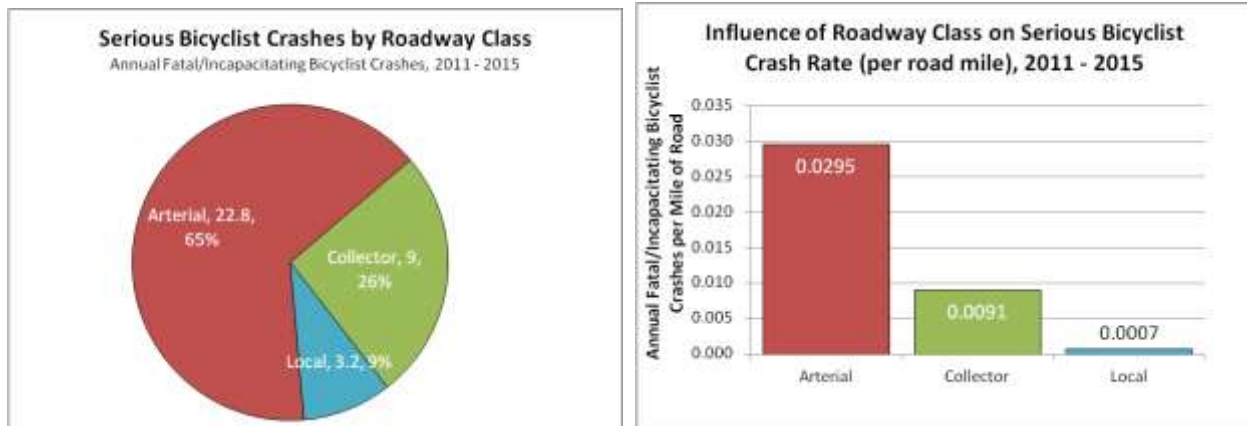 Serious Bicyclist Crashes by Roadway Class
Annual Fatal/Incapacitating Bicyclist Crashes, 2011 - 2015
Arterial, 22.8,
65%
Collector, 9,
26%
Local, 3.2, 9%
Influence of Roadway Class on Serious Bicyclist
Crash Rate (per road mile), 2011 - 2015
Annual Fatal/Incapacitating Bicyclist
Crashes per Mile of Road
0.035
0.030
0.025
0.020
0.015
0.010
0.005
0.000
0.0295
0.0091
0.0007
Arterial
Collector
Local